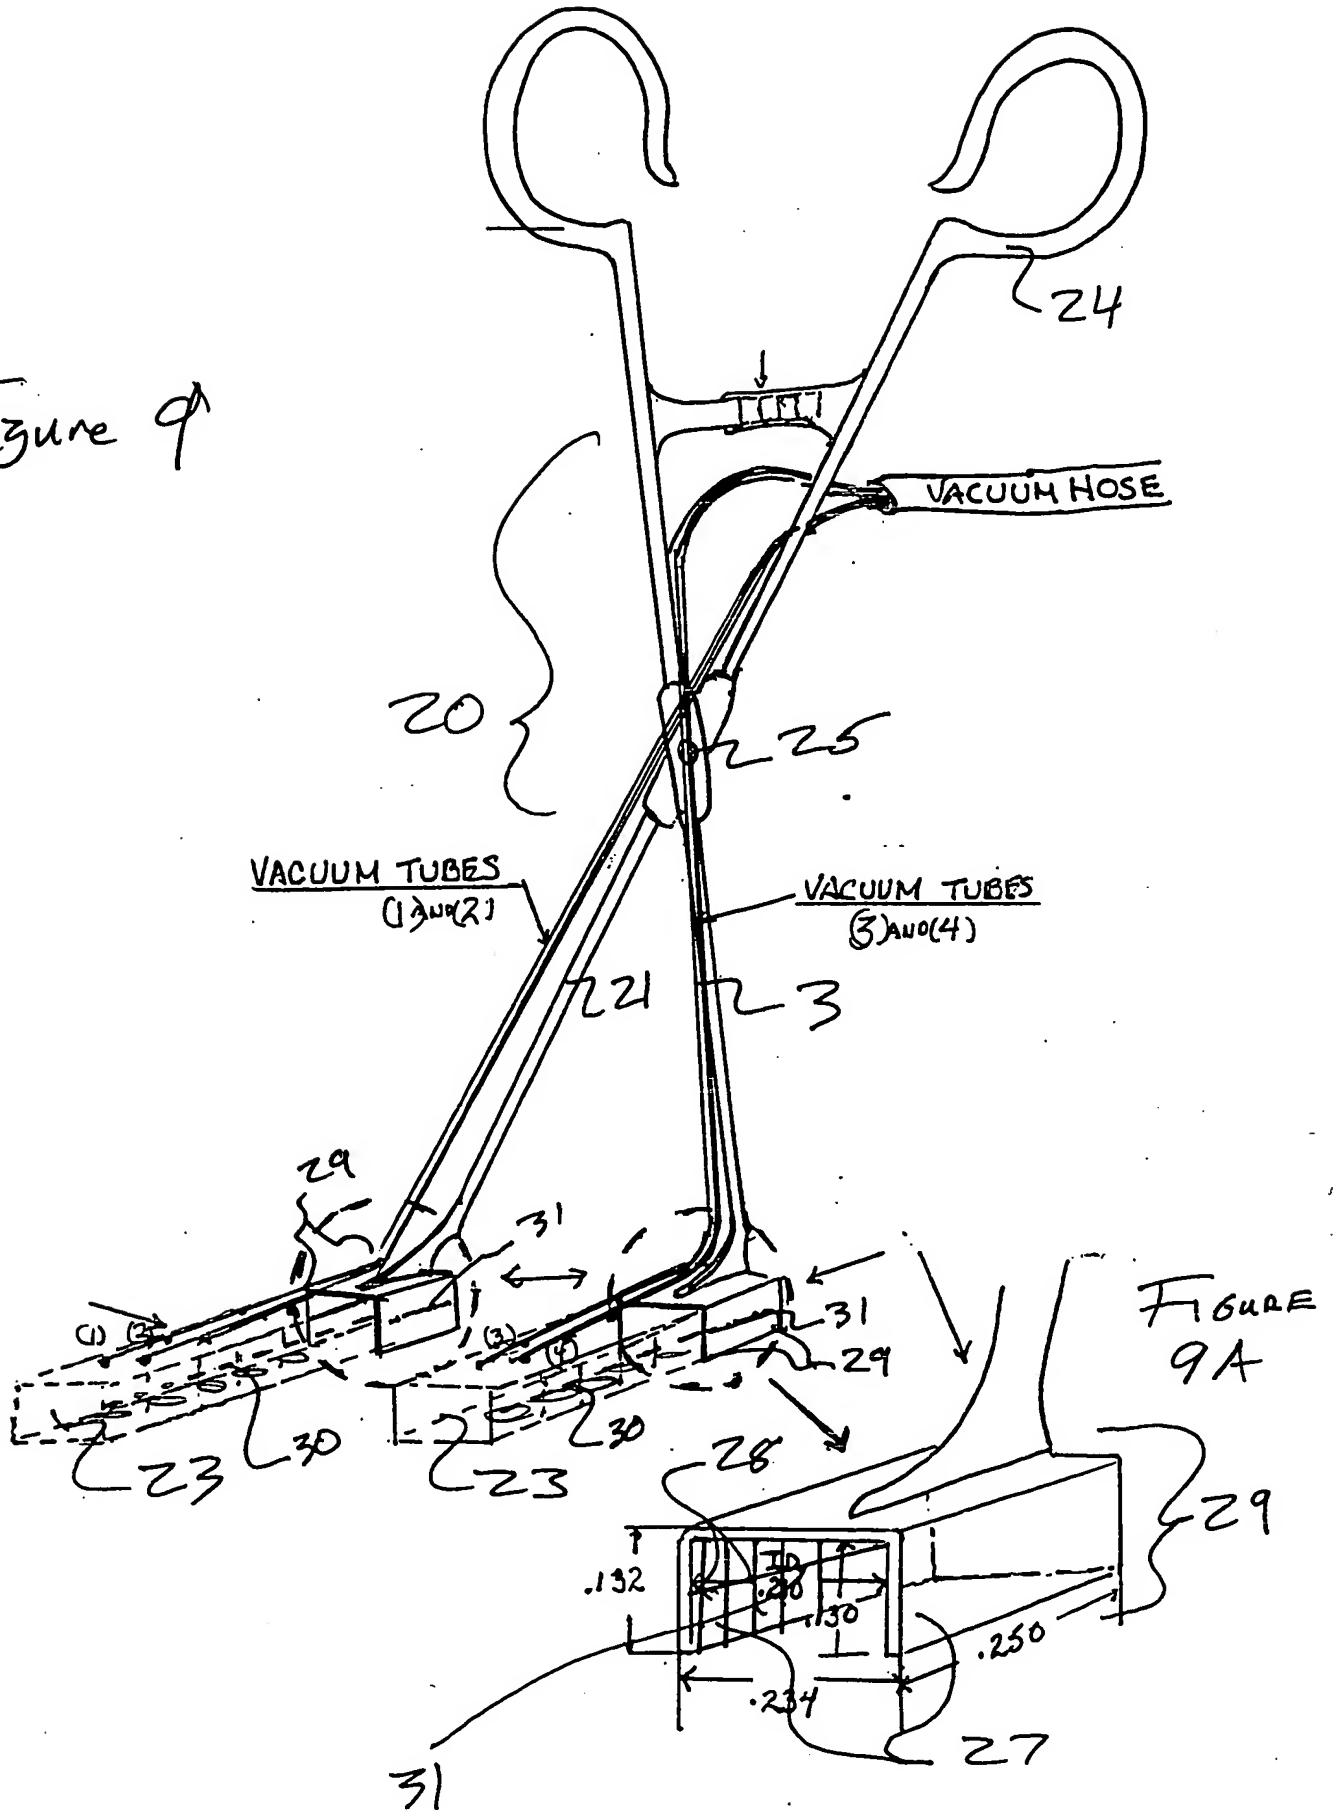 24
Figure 9
VACUUM HOSE
20
25
VACUUM TUBES
(1) AND (2)
VACUUM TUBES
(3) AND (4)
21
3
29
31
(1) (2)
(3)
(4)
31
29
FIGURE
9A
23
30
23
30
28
29
.132
ID
.130
.250
.234
27
31